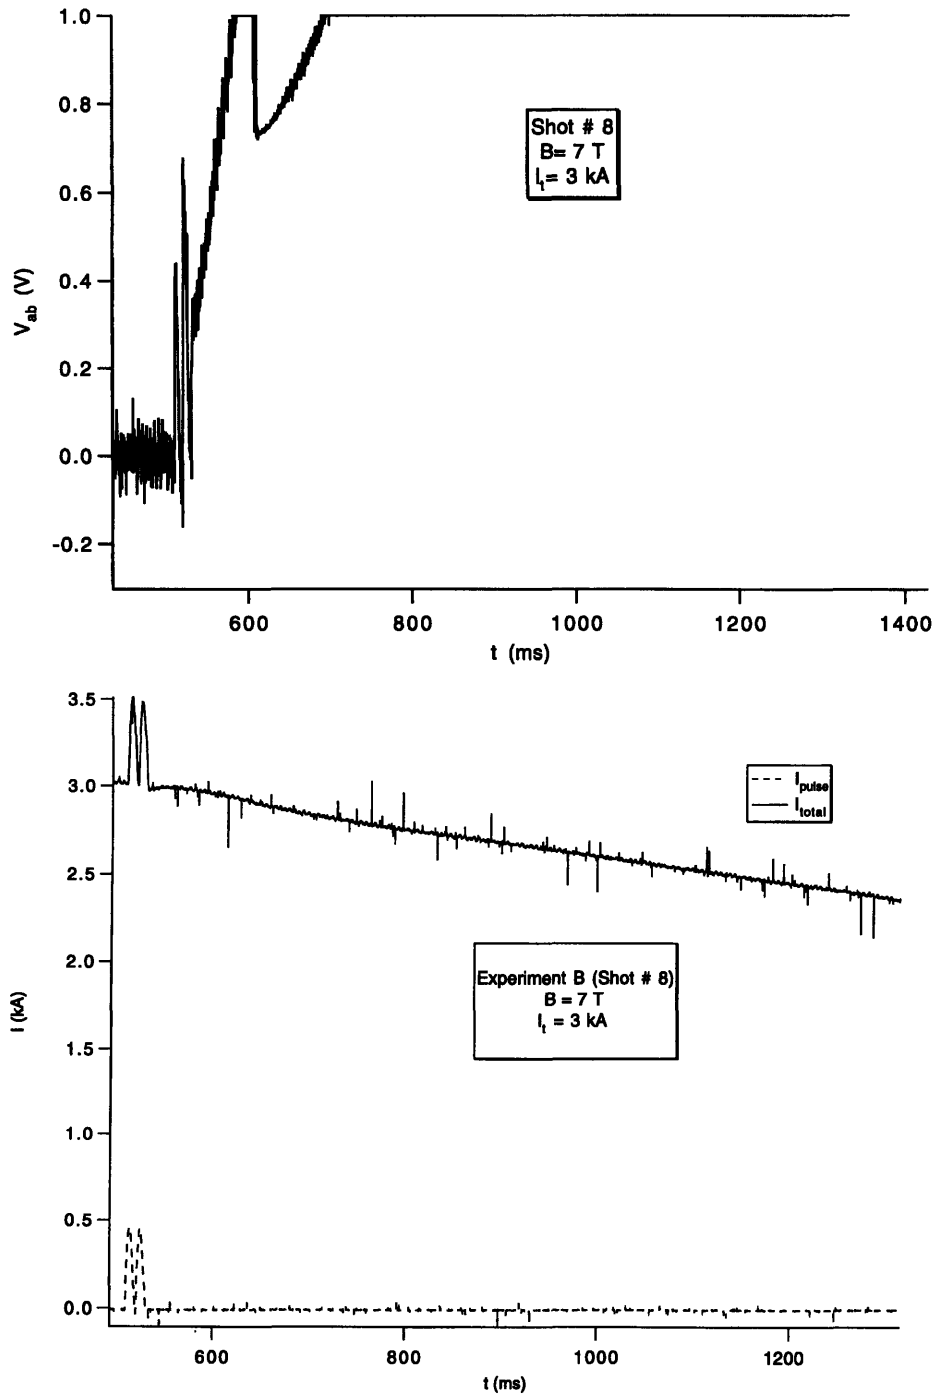 1.0
0.8
0.6
0.4
0.2
0.0
-0.2
V_ab (V)
Shot # 8
B= 7 T
I_t= 3 kA
600 800 1000 1200 1400
t (ms)
3.5
3.0
2.5
2.0
1.5
1.0
0.5
0.0
I (kA)
I_pulse
I_total
Experiment B (Shot # 8)
B = 7 T
I_t = 3 kA
600 800 1000 1200
t (ms)